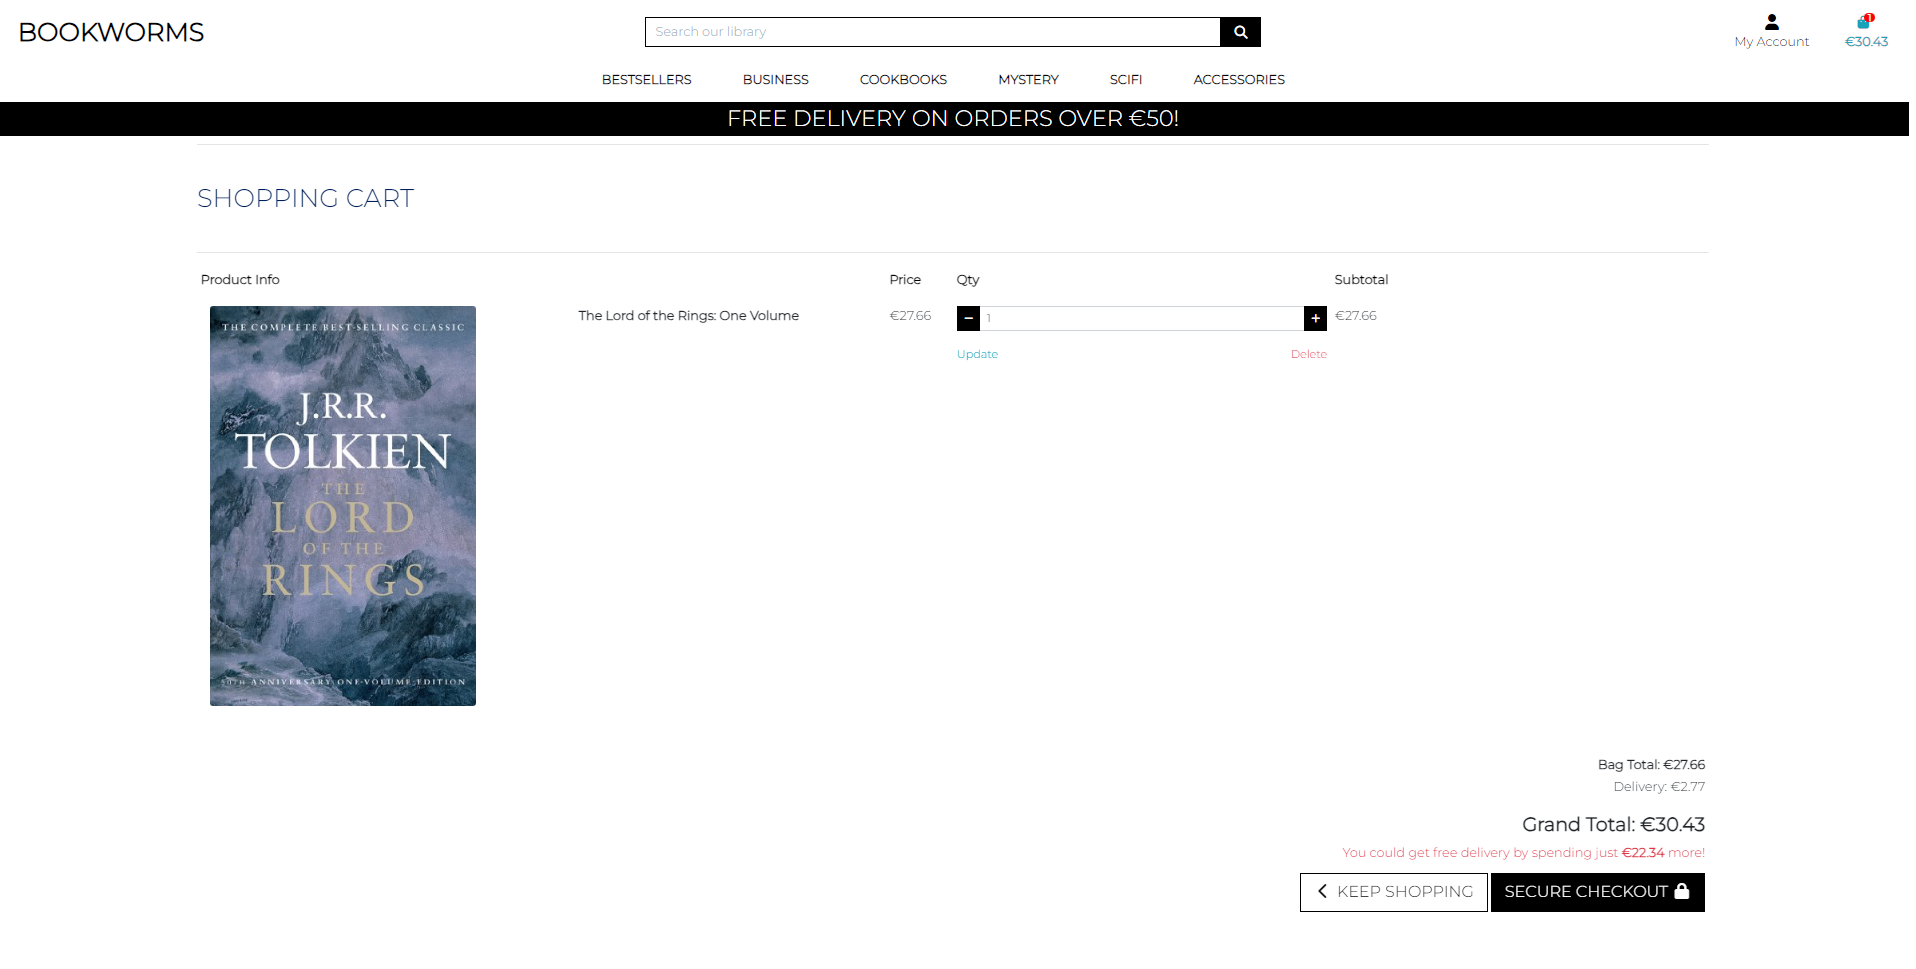 BOOKWORMS
Search our library
1
My Account
€30.43
BESTSELLERS BUSINESS COOKBOOKS MYSTERY SCIFI ACCESSORIES
FREE DELIVERY ON ORDERS OVER €50!
SHOPPING CART
Product Info Price Qty Subtotal
The Lord of the Rings: One Volume €27.66 − 1 + €27.66
Update Delete
THE COMPLETE BEST-SELLING CLASSIC
J.R.R.
TOLKIEN
THE
LORD
OF THE
RINGS
50TH ANNIVERSARY ONE-VOLUME EDITION
Bag Total: €27.66
Delivery: €2.77
Grand Total: €30.43
You could get free delivery by spending just €22.34 more!
KEEP SHOPPING SECURE CHECKOUT